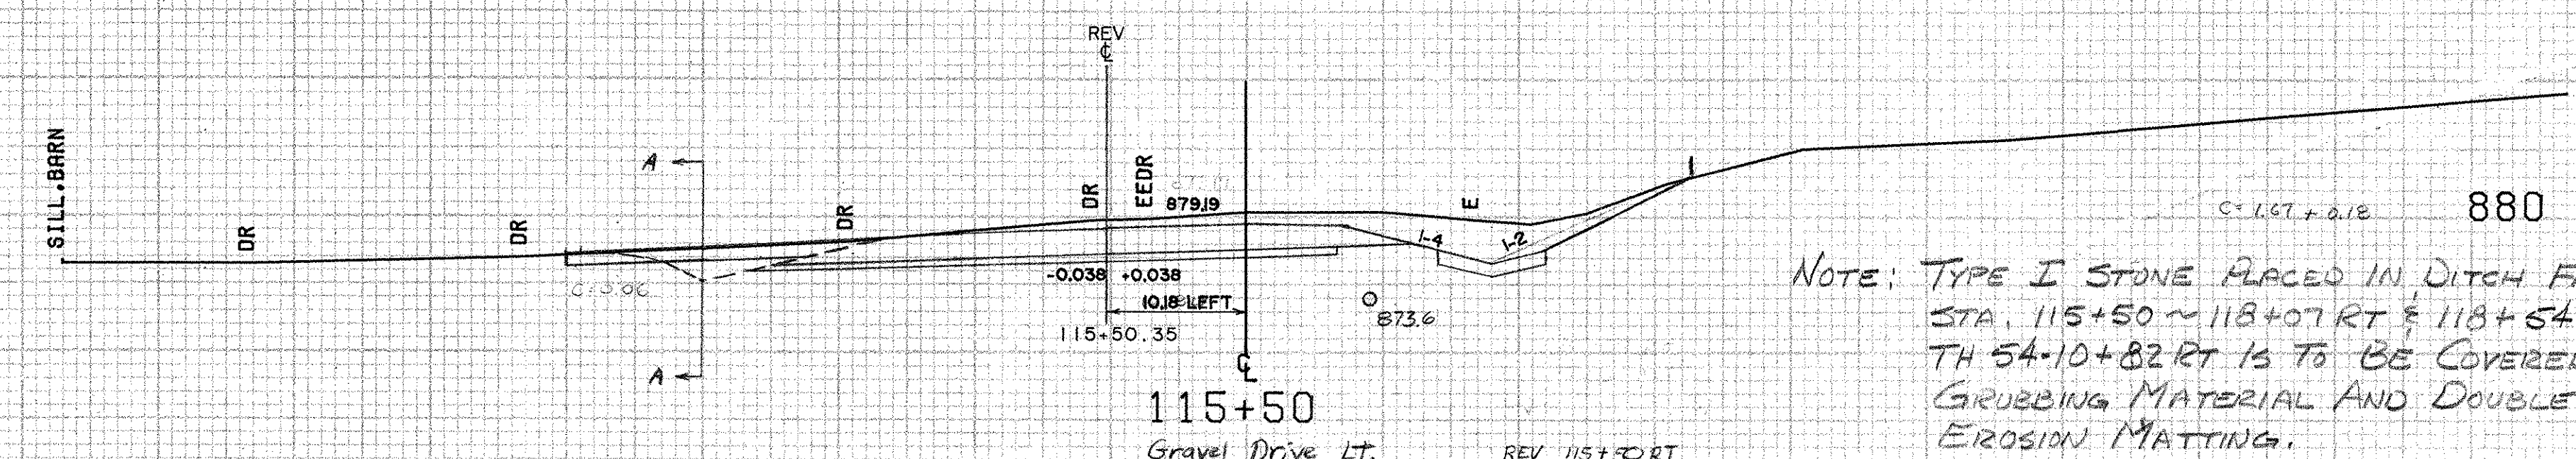 REV
℄
SILL.BARN
DR
DR
A
DR
DR
EEDR
879.19
E
1-4
1-2
C= 1.67 + 0.18
880
-0.038 +0.038
10.18 LEFT
873.6
115+50.35
A
℄
115+50
Gravel Drive Lt.
REV 115+50 RT
NOTE: TYPE I STONE PLACED IN DITCH
STA. 115+50 ~ 118+07 RT & 118+54
TH 54-10+82 RT IS TO BE COVERED
GRUBBING MATERIAL AND DOUBLE
EROSION MATTING.